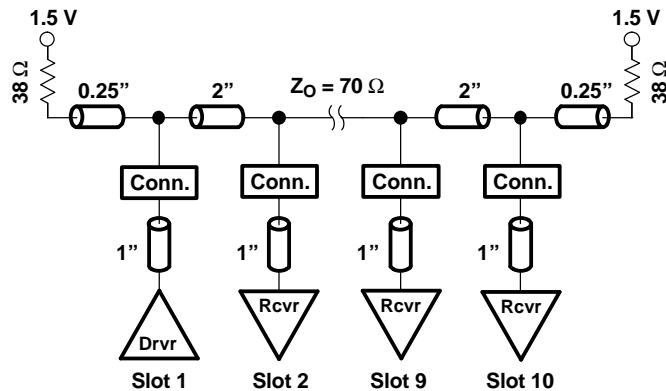 1.5 V
1.5 V
38 Ω
38 Ω
0.25”
2”
ZO = 70 Ω
2”
0.25”
Conn.
Conn.
Conn.
Conn.
1”
1”
1”
1”
Drvr
Rcvr
Rcvr
Rcvr
Slot 1
Slot 2
Slot 9
Slot 10